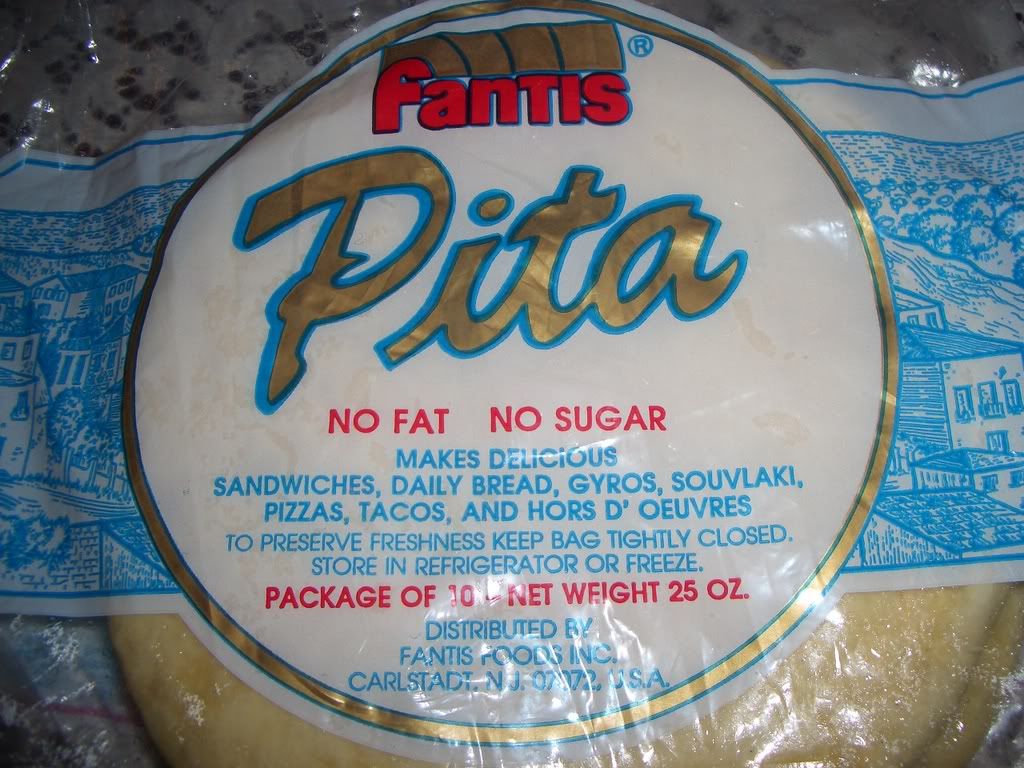 Fantis®
Pita
NO FAT NO SUGAR
MAKES DELICIOUS
SANDWICHES, DAILY BREAD, GYROS, SOUVLAKI,
PIZZAS, TACOS, AND HORS D' OEUVRES
TO PRESERVE FRESHNESS KEEP BAG TIGHTLY CLOSED.
STORE IN REFRIGERATOR OR FREEZE.
PACKAGE OF 10 - NET WEIGHT 25 OZ.
DISTRIBUTED BY
FANTIS FOODS INC.
CARLSTADT, N.J. 07072, U.S.A.